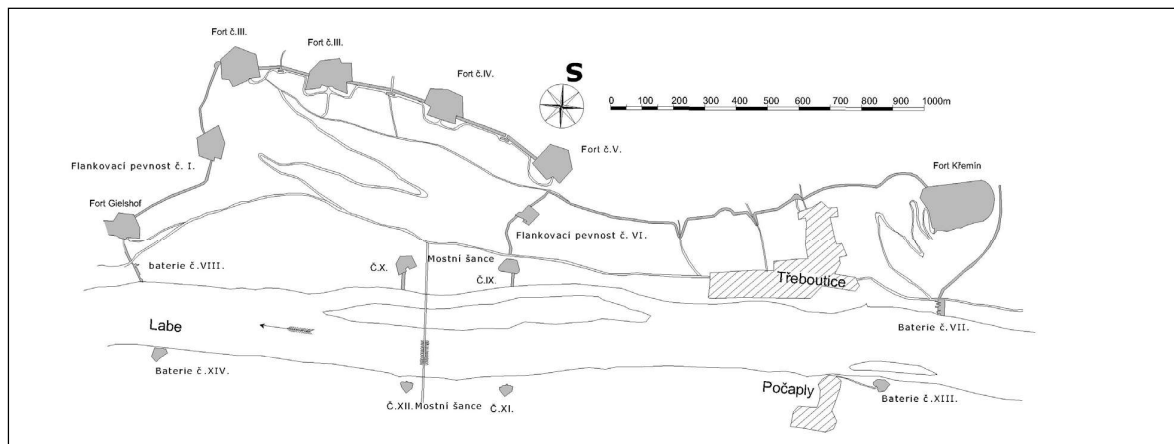 Fort č.III.
Fort č.III.
Fort č.IV.
S
0 50 100 200 300 400 500 600 700 800 900 1000m
Fort č.V.
Flankovací pevnost č. I.
Fort Křemín
Fort Gielshof
Flankovací pevnost č. VI.
Mostní šance
baterie č.VIII.
Č.X.
Č.IX.
Třeboutice
Labe
Baterie č.VII.
Baterie č.XIV.
Počaply
Č.XII.
Mostní šance
Č.XI.
Baterie č.XIII.